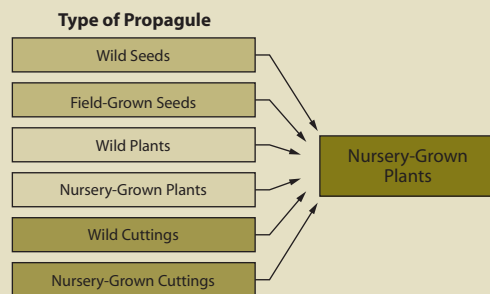 Type of Propagule
Wild Seeds
Field-Grown Seeds
Wild Plants
Nursery-Grown Plants
Wild Cuttings
Nursery-Grown Cuttings
Nursery-Grown
Plants